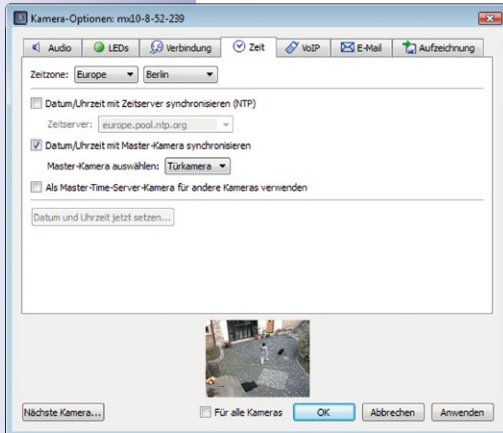 Kamera-Optionen: mx10-8-52-239
Audio LEDs Verbindung Zeit VoIP E-Mail Aufzeichnung
Zeitzone: Europe Berlin
Datum/Uhrzeit mit Zeitserver synchronisieren (NTP)
Zeitserver: europe.pool.ntp.org
Datum/Uhrzeit mit Master-Kamera synchronisieren
Master-Kamera auswählen: Türkamera
Als Master-Time-Server-Kamera für andere Kameras verwenden
Datum und Uhrzeit jetzt setzen...
Nächste Kamera... Für alle Kameras OK Abbrechen Anwenden